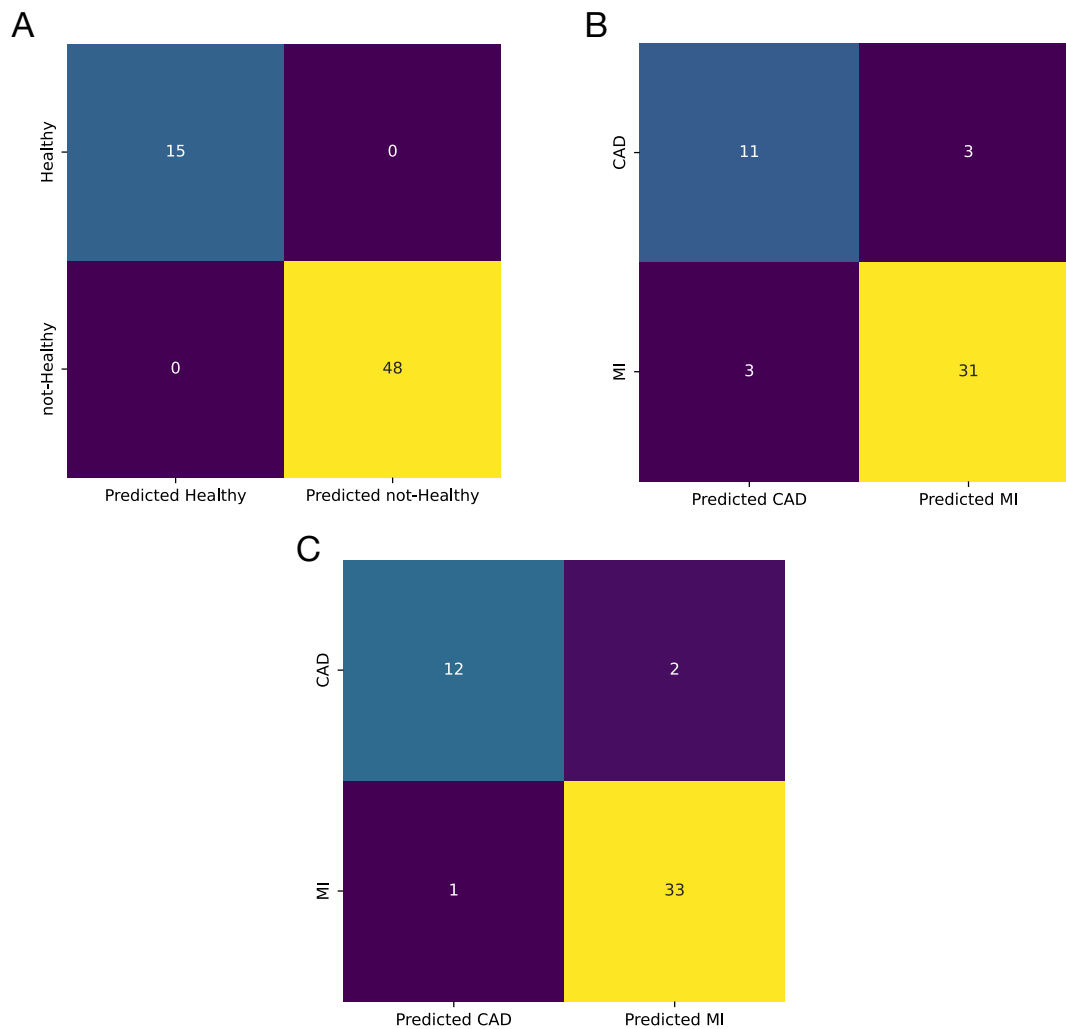 A
Healthy
15
0
not-Healthy
0
48
Predicted Healthy
Predicted not-Healthy
B
CAD
11
3
MI
3
31
Predicted CAD
Predicted MI
C
CAD
12
2
MI
1
33
Predicted CAD
Predicted MI